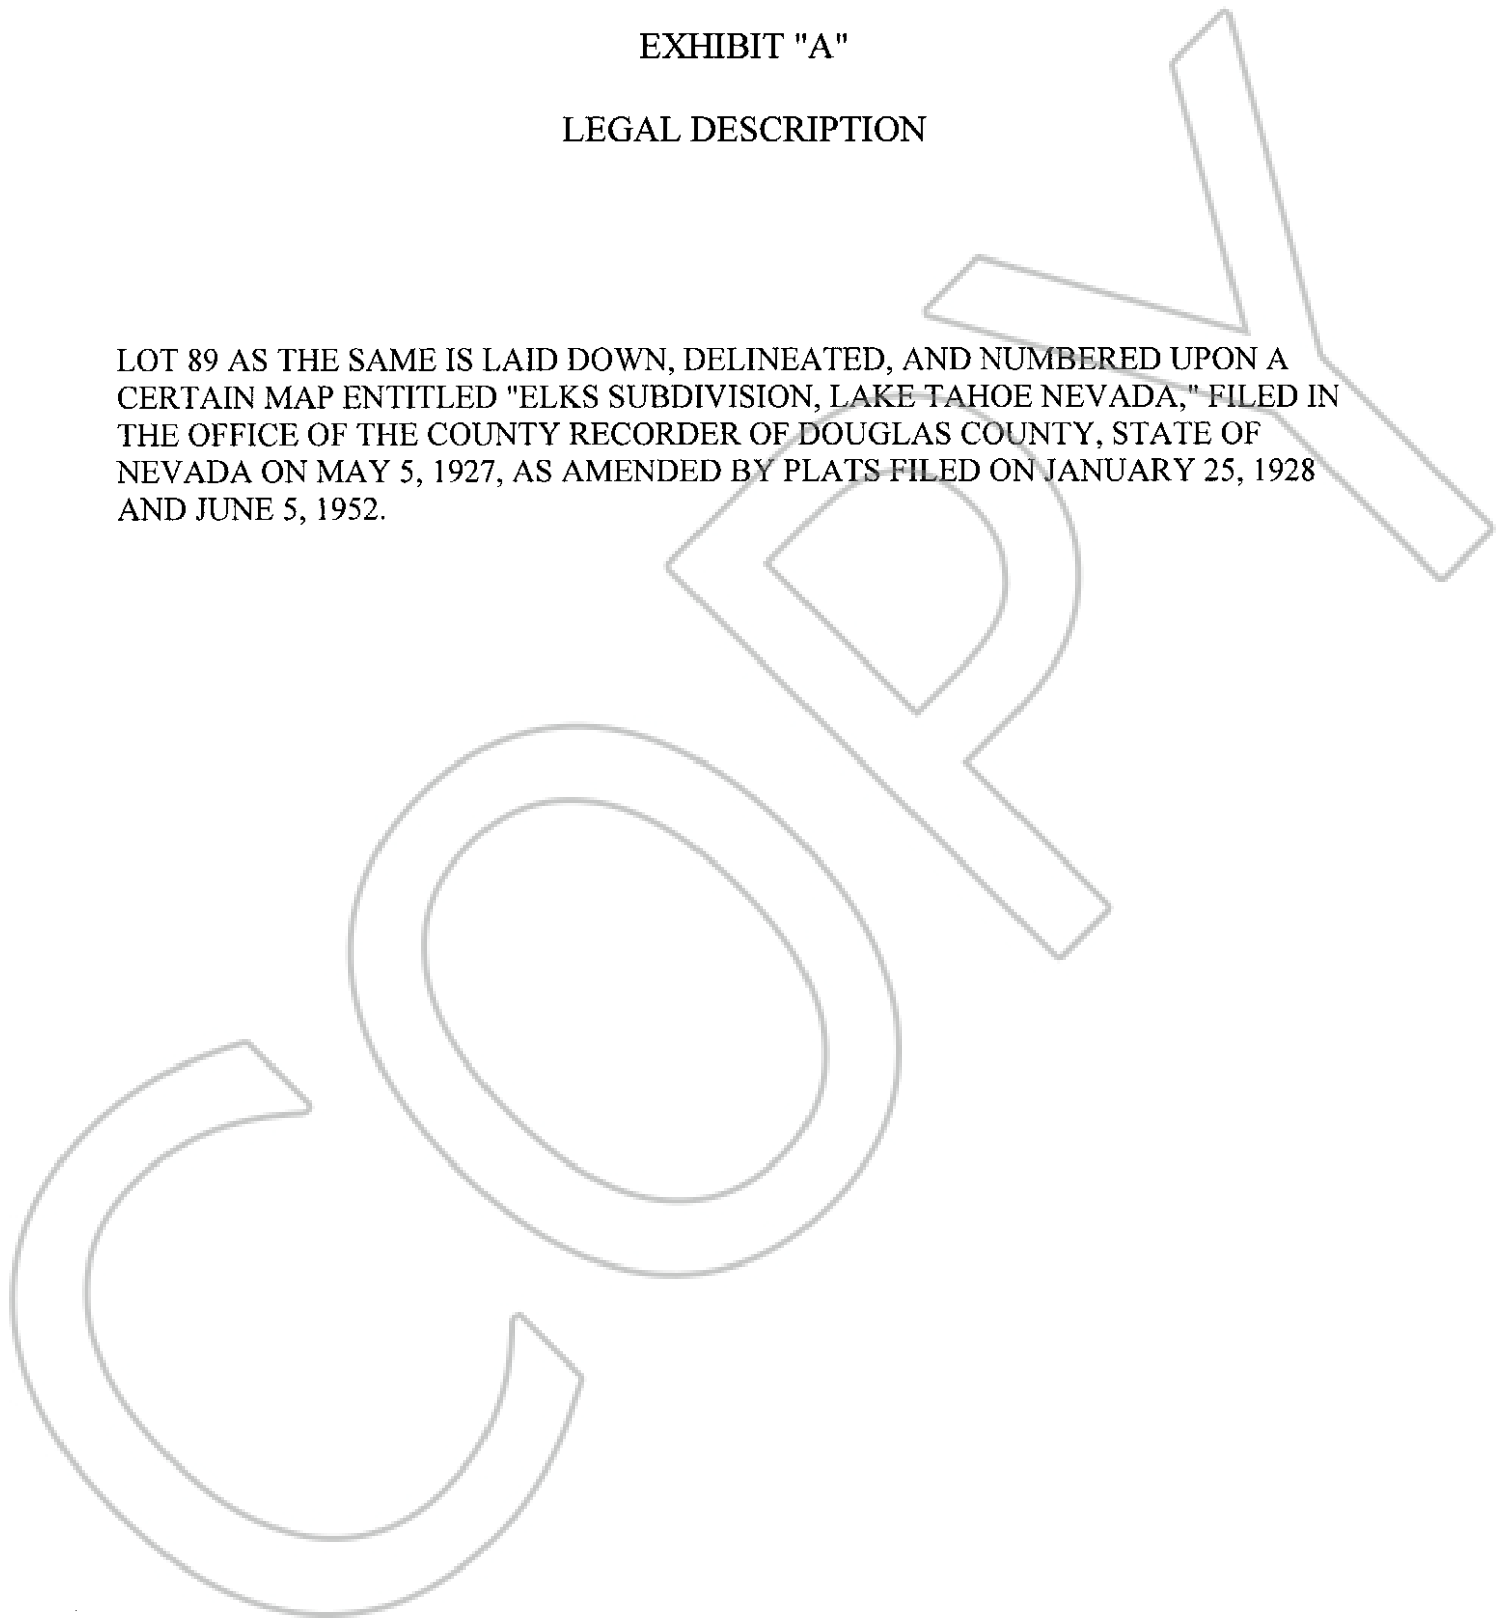 EXHIBIT "A"
LEGAL DESCRIPTION
LOT 89 AS THE SAME IS LAID DOWN, DELINEATED, AND NUMBERED UPON A
CERTAIN MAP ENTITLED "ELKS SUBDIVISION, LAKE TAHOE NEVADA," FILED IN
THE OFFICE OF THE COUNTY RECORDER OF DOUGLAS COUNTY, STATE OF
NEVADA ON MAY 5, 1927, AS AMENDED BY PLATS FILED ON JANUARY 25, 1928
AND JUNE 5, 1952.
COPY